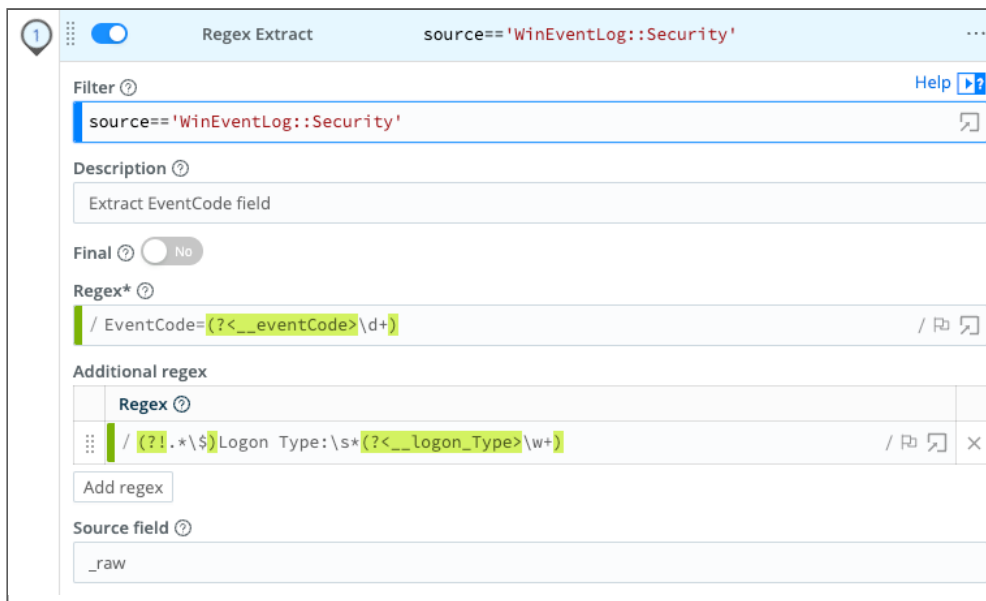 1 Regex Extract source=='WinEventLog::Security' ...
Filter ? Help ?
source=='WinEventLog::Security'
Description ?
Extract EventCode field
Final ? No
Regex* ?
/ EventCode=(?<__eventCode>\d+) /
Additional regex
Regex ?
/ (?!.*\$)Logon Type:\s*(?<__logon_Type>\w+) / ×
Add regex
Source field ?
_raw